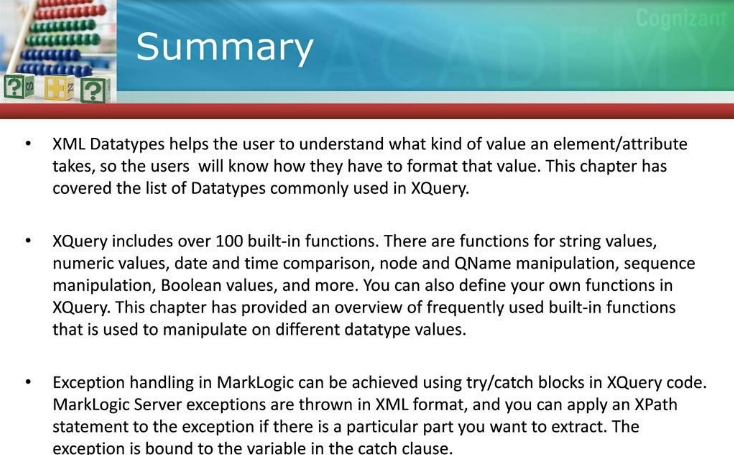 Cognizant
ACADEMY
Summary
• XML Datatypes helps the user to understand what kind of value an element/attribute
takes, so the users  will know how they have to format that value. This chapter has
covered the list of Datatypes commonly used in XQuery.
• XQuery includes over 100 built-in functions. There are functions for string values,
numeric values, date and time comparison, node and QName manipulation, sequence
manipulation, Boolean values, and more. You can also define your own functions in
XQuery. This chapter has provided an overview of frequently used built-in functions
that is used to manipulate on different datatype values.
• Exception handling in MarkLogic can be achieved using try/catch blocks in XQuery code.
MarkLogic Server exceptions are thrown in XML format, and you can apply an XPath
statement to the exception if there is a particular part you want to extract. The
exception is bound to the variable in the catch clause.